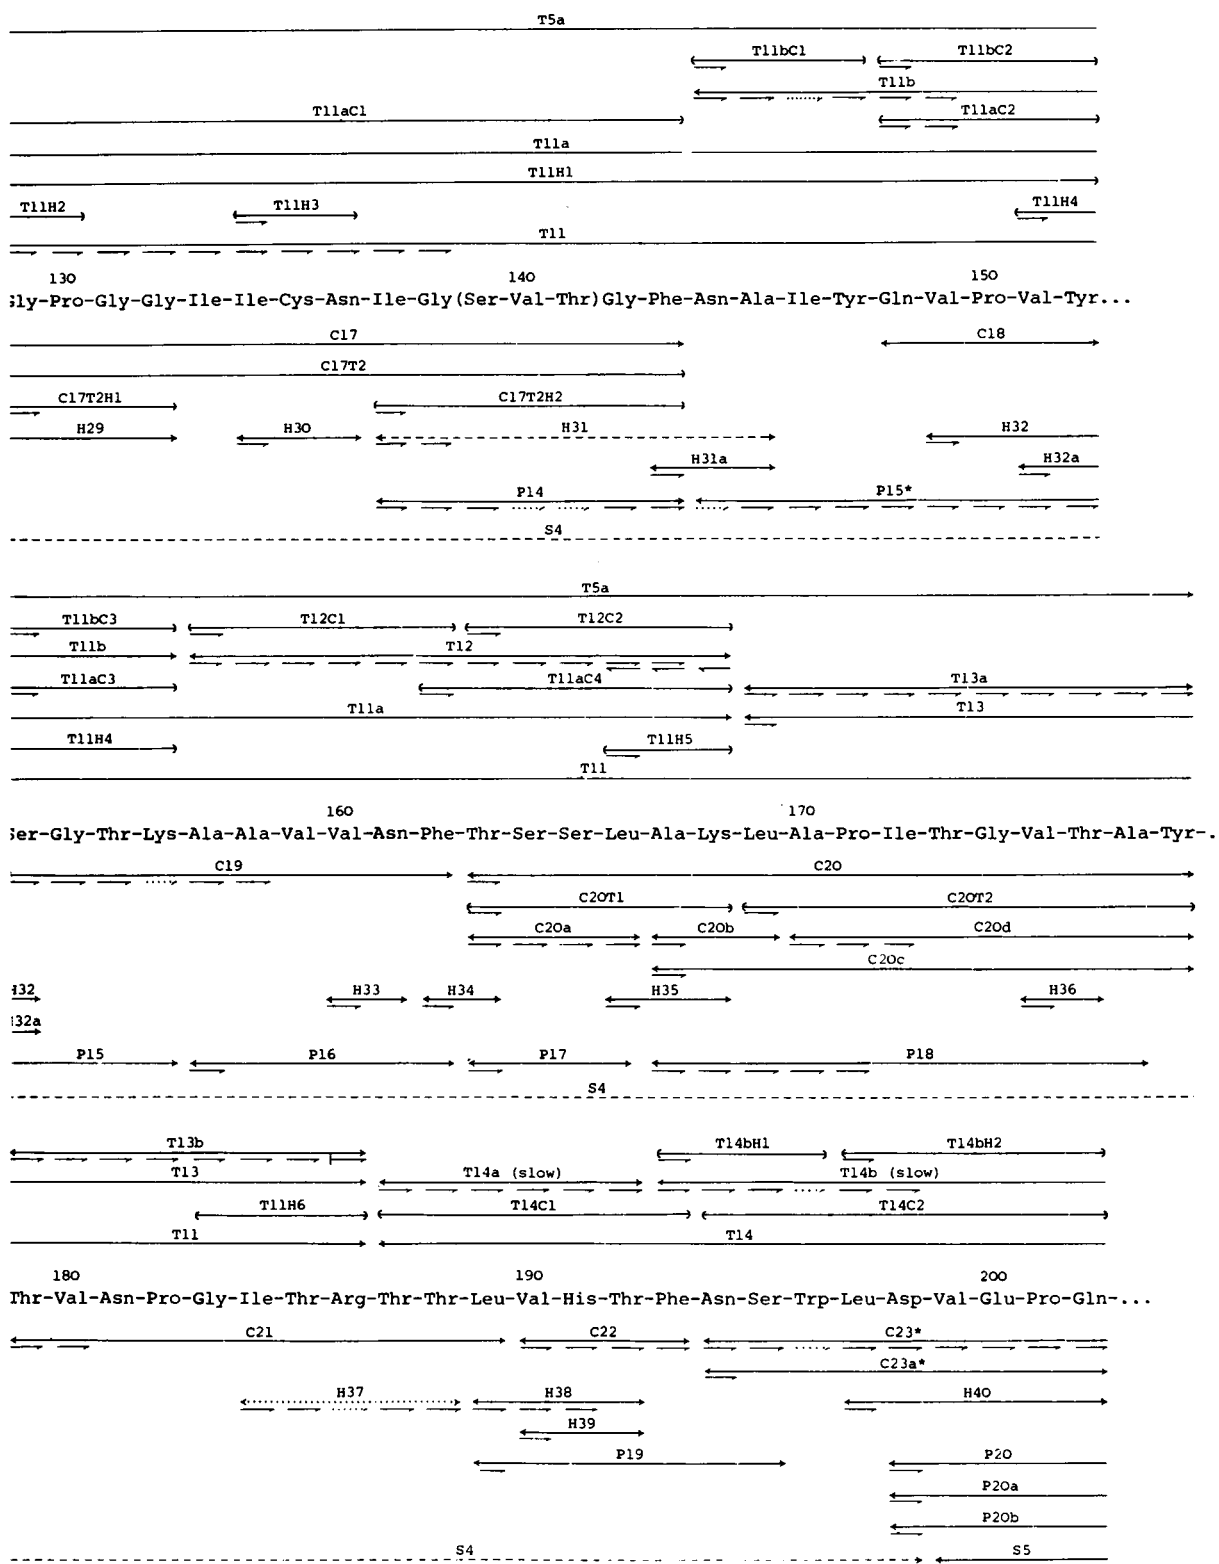 T5a
T11bC1 T11bC2
T11b
T11aC1 T11aC2
T11a
T11H1
T11H2 T11H3 T11H4
T11
130 140 150
Gly-Pro-Gly-Gly-Ile-Ile-Cys-Asn-Ile-Gly(Ser-Val-Thr)Gly-Phe-Asn-Ala-Ile-Tyr-Gln-Val-Pro-Val-Tyr...
C17 C18
C17T2
C17T2H1 C17T2H2
H29 H30 H31 H32
H31a H32a
P14 P15*
S4
T5a
T11bC3 T12C1 T12C2
T11b T12
T11aC3 T11aC4 T13a
T11a T13
T11H4 T11H5
T11
160 170
Ser-Gly-Thr-Lys-Ala-Ala-Val-Val-Asn-Phe-Thr-Ser-Ser-Leu-Ala-Lys-Leu-Ala-Pro-Ile-Thr-Gly-Val-Thr-Ala-Tyr-.
C19 C20
C20T1 C20T2
C20a C20b C20d
C20c
H32 H33 H34 H35 H36
H32a
P15 P16 P17 P18
S4
T13b T14bH1 T14bH2
T13 T14a (slow) T14b (slow)
T11H6 T14C1 T14C2
T11 T14
180 190 200
Thr-Val-Asn-Pro-Gly-Ile-Thr-Arg-Thr-Thr-Leu-Val-His-Thr-Phe-Asn-Ser-Trp-Leu-Asp-Val-Glu-Pro-Gln-...
C21 C22 C23*
C23a*
H37 H38 H40
H39
P19 P20
P20a
P20b
S4 S5